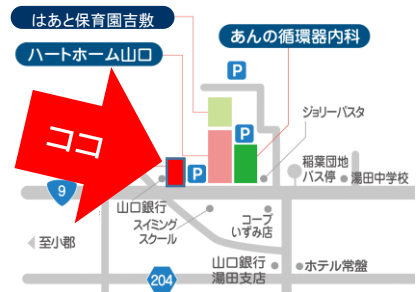 はあと保育園吉敷
ハートホーム山口
あんの循環器内科
P
ココ
P
P
ジョリーパスタ
稲葉団地
バス停
湯田中学校
9
山口銀行
スイミング
スクール
コープ
いずみ店
至小郡
山口銀行
湯田支店
ホテル常盤
204